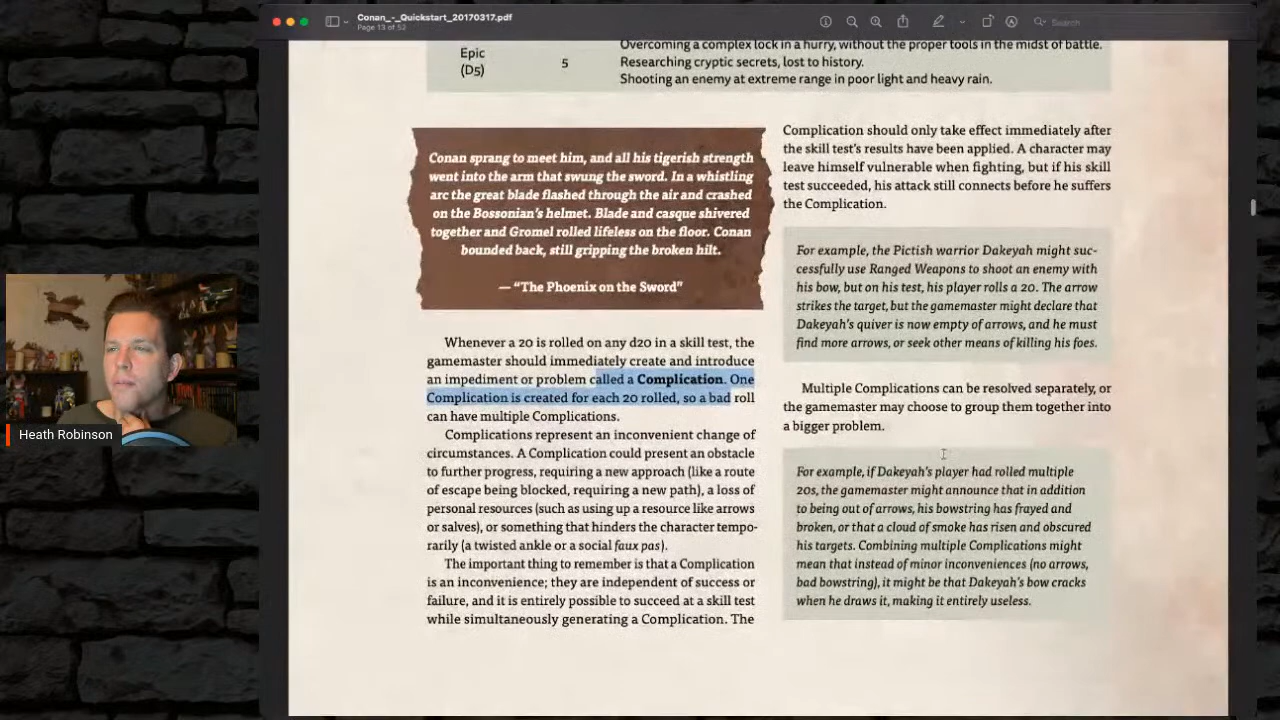 Conan_-_Quickstart_20170317.pdf
Page 13 of 52
Search
Epic
(D5)
5
Overcoming a complex lock in a hurry, without the proper tools in the midst of battle.
Researching cryptic secrets, lost to history.
Shooting an enemy at extreme range in poor light and heavy rain.
Conan sprang to meet him, and all his tigerish strength
went into the arm that swung the sword. In a whistling
arc the great blade flashed through the air and crashed
on the Bossonian's helmet. Blade and casque shivered
together and Gromel rolled lifeless on the floor. Conan
bounded back, still gripping the broken hilt.
— “The Phoenix on the Sword”
Whenever a 20 is rolled on any d20 in a skill test, the
gamemaster should immediately create and introduce
an impediment or problem called a Complication. One
Complication is created for each 20 rolled, so a bad roll
can have multiple Complications.
Complications represent an inconvenient change of
circumstances. A Complication could present an obstacle
to further progress, requiring a new approach (like a route
of escape being blocked, requiring a new path), a loss of
personal resources (such as using up a resource like arrows
or salves), or something that hinders the character tempo-
rarily (a twisted ankle or a social faux pas).
The important thing to remember is that a Complication
is an inconvenience; they are independent of success or
failure, and it is entirely possible to succeed at a skill test
while simultaneously generating a Complication. The
Complication should only take effect immediately after
the skill test's results have been applied. A character may
leave himself vulnerable when fighting, but if his skill
test succeeded, his attack still connects before he suffers
the Complication.
For example, the Pictish warrior Dakeyah might suc-
cessfully use Ranged Weapons to shoot an enemy with
his bow, but on his test, his player rolls a 20. The arrow
strikes the target, but the gamemaster might declare that
Dakeyah's quiver is now empty of arrows, and he must
find more arrows, or seek other means of killing his foes.
Multiple Complications can be resolved separately, or
the gamemaster may choose to group them together into
a bigger problem.
For example, if Dakeyah's player had rolled multiple
20s, the gamemaster might announce that in addition
to being out of arrows, his bowstring has frayed and
broken, or that a cloud of smoke has risen and obscured
his targets. Combining multiple Complications might
mean that instead of minor inconveniences (no arrows,
bad bowstring), it might be that Dakeyah's bow cracks
when he draws it, making it entirely useless.
Heath Robinson